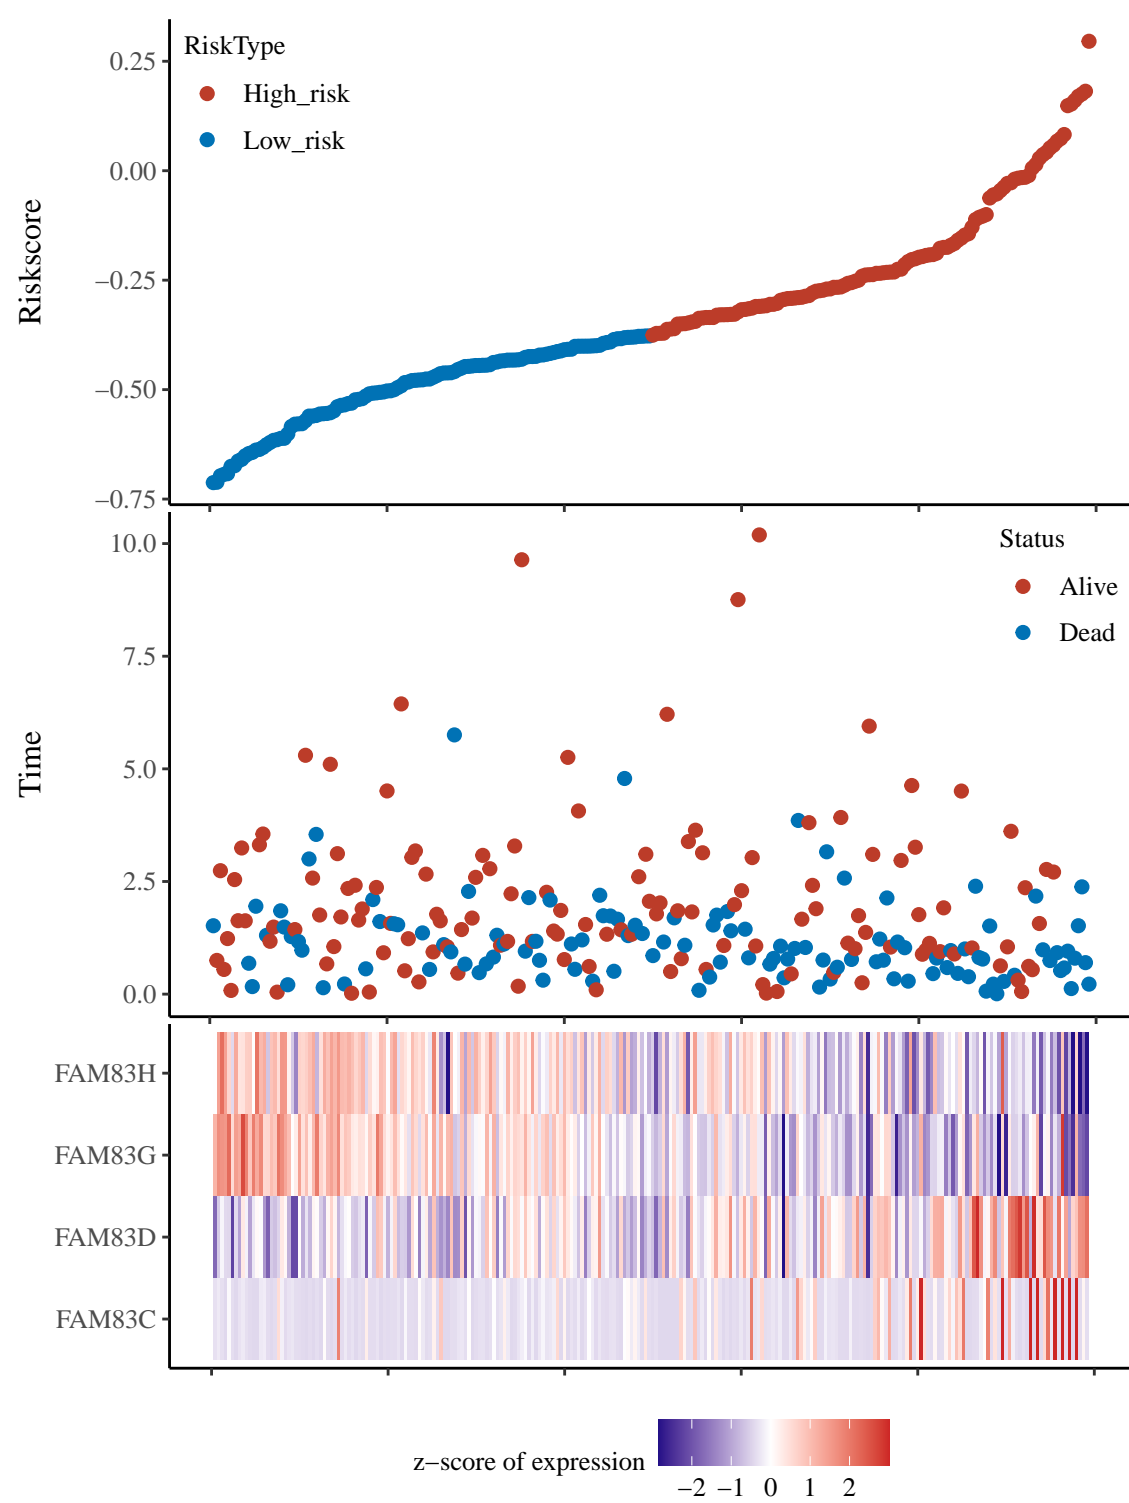 RiskType
High_risk
Low_risk
Riskscore
0.25
0.00
−0.25
−0.50
−0.75
Status
Alive
Dead
Time
10.0
7.5
5.0
2.5
0.0
FAM83H
FAM83G
FAM83D
FAM83C
z−score of expression
−2 −1 0 1 2